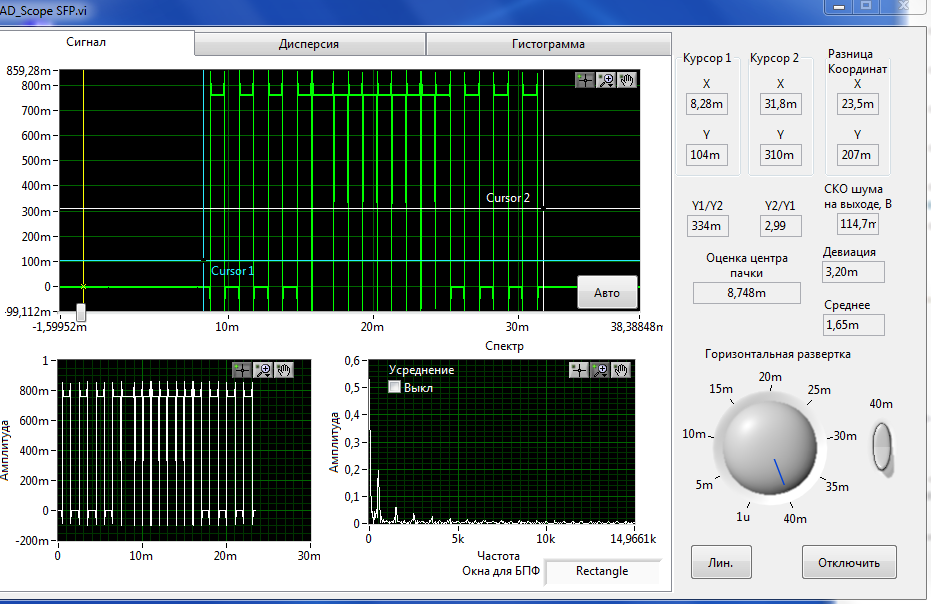 AD_Scope SFP.vi
Сигнал
Дисперсия
Гистограмма
859,28m
800m
700m
600m
500m
400m
300m
200m
100m
0
-99,112m
-1,59952m
10m
20m
30m
38,38848m
Cursor 2
Cursor 1
Авто
Курсор 1
X
8,28m
Y
104m
Курсор 2
X
31,8m
Y
310m
Разница
Координат
X
23,5m
Y
207m
Y1/Y2
334m
Y2/Y1
2,99
СКО шума
на выходе, В
114,7m
Оценка центра
пачки
8,748m
Девиация
3,20m
Среднее
1,65m
Горизонтальная развертка
1u
5m
10m
15m
20m
25m
30m
35m
40m
40m
Лин.
Отключить
Амплитуда
1
800m
600m
400m
200m
0
-200m
0
10m
20m
30m
Спектр
Усреднение
Выкл
Амплитуда
0,6
0,5
0,4
0,3
0,2
0,1
0
0
5k
10k
14,9661k
Частота
Окна для БПФ
Rectangle